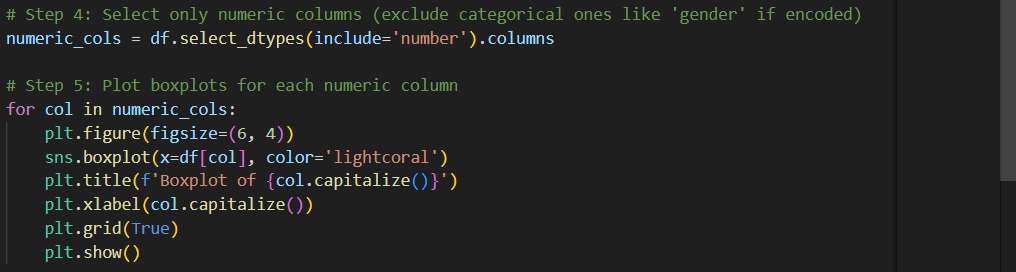 # Step 4: Select only numeric columns (exclude categorical ones like 'gender' if encoded)
numeric_cols = df.select_dtypes(include='number').columns

# Step 5: Plot boxplots for each numeric column
for col in numeric_cols:
    plt.figure(figsize=(6, 4))
    sns.boxplot(x=df[col], color='lightcoral')
    plt.title(f'Boxplot of {col.capitalize()}')
    plt.xlabel(col.capitalize())
    plt.grid(True)
    plt.show()